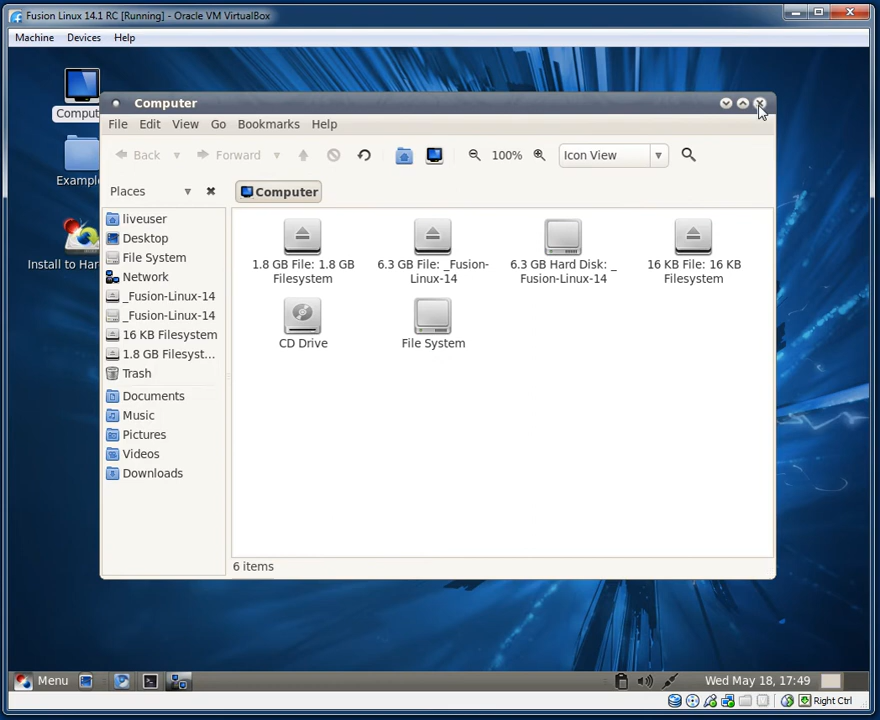 Fusion Linux 14.1 RC [Running] - Oracle VM VirtualBox
Machine Devices Help
Computer
File Edit View Go Bookmarks Help
Back Forward 100% Icon View
Places Computer
liveuser
Desktop
File System
Network
_Fusion-Linux-14
_Fusion-Linux-14
16 KB Filesystem
1.8 GB Filesyst...
Trash
Documents
Music
Pictures
Videos
Downloads
1.8 GB File: 1.8 GB
Filesystem
6.3 GB File: _Fusion-
Linux-14
6.3 GB Hard Disk: _
Fusion-Linux-14
16 KB File: 16 KB
Filesystem
CD Drive
File System
6 items
Comput
Example
Install to Har
Menu
Wed May 18, 17:49
Right Ctrl